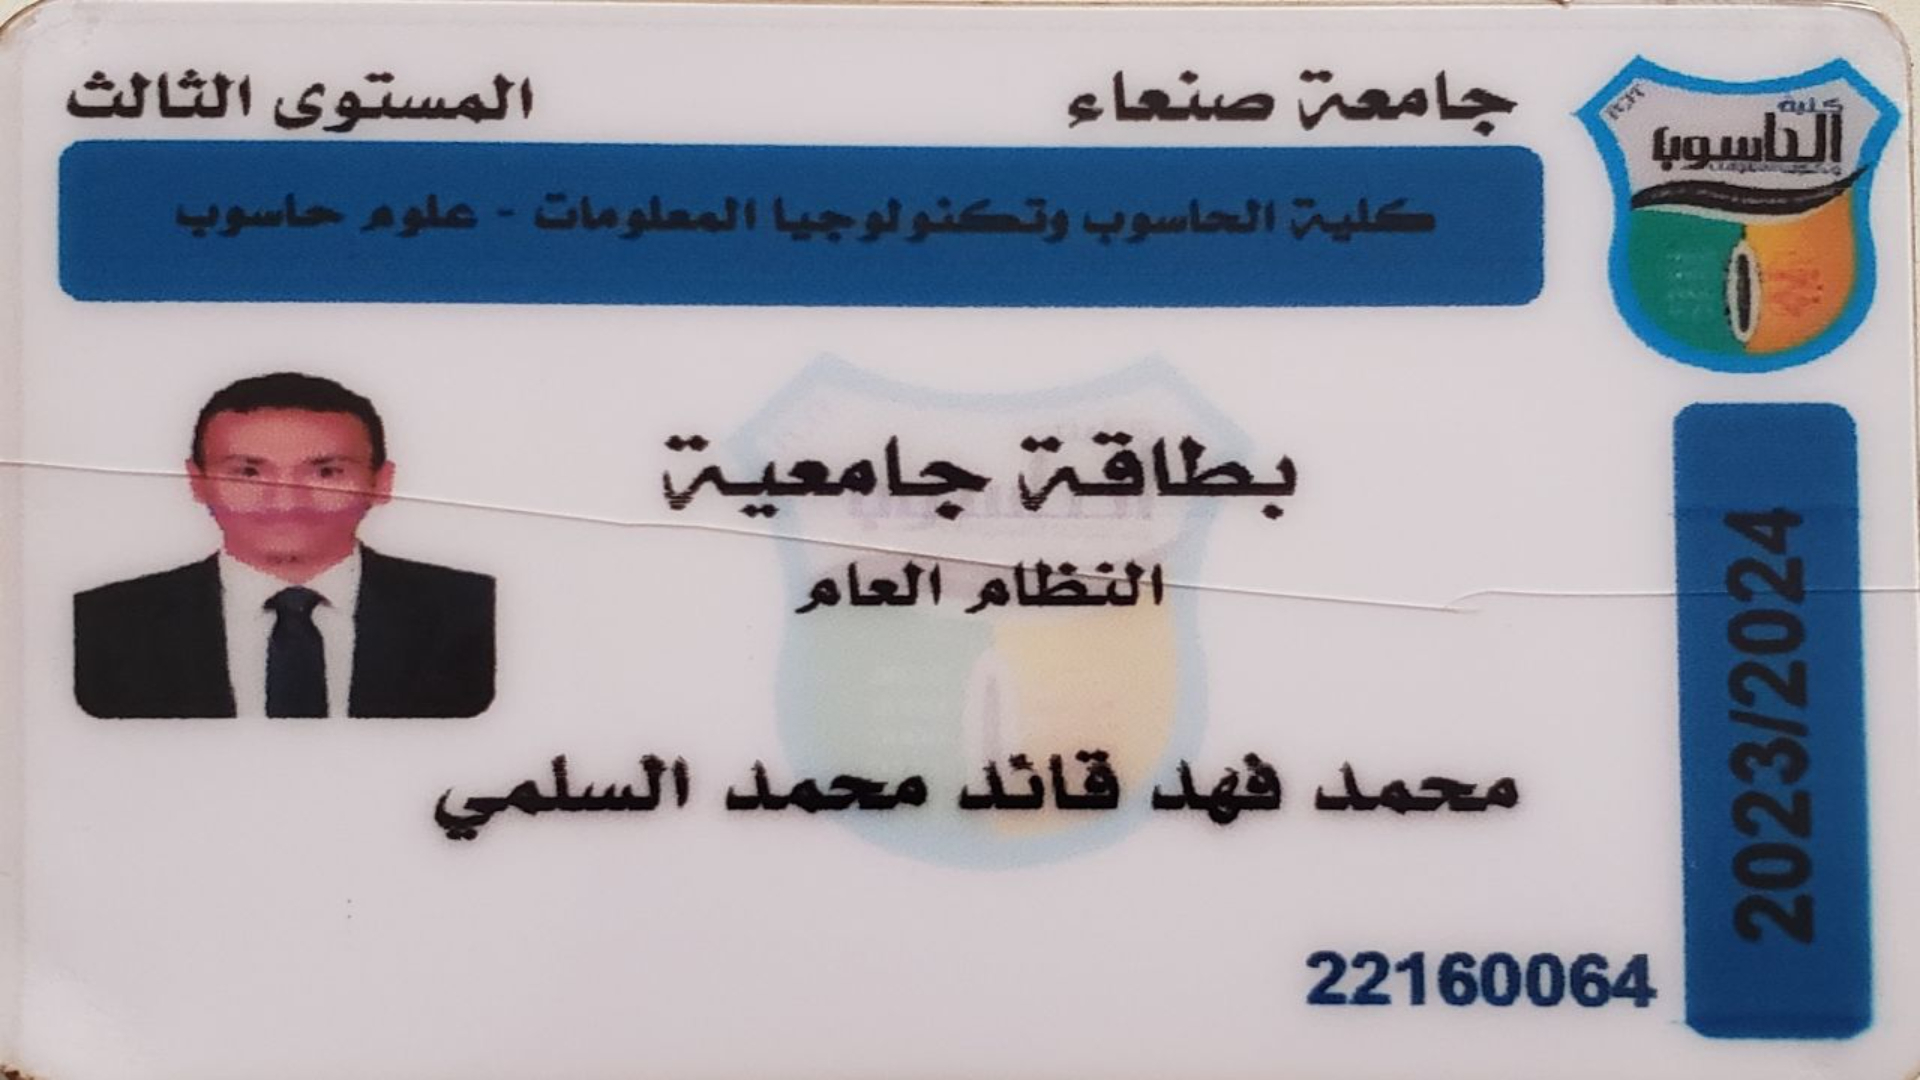 جامعة صنعاء
المستوى الثالث
كلية
الحاسوب
كلية الحاسوب وتكنولوجيا المعلومات - علوم حاسوب
بطاقة جامعية
النظام العام
2023/2024
محمد فهد قائد محمد السلمي
22160064